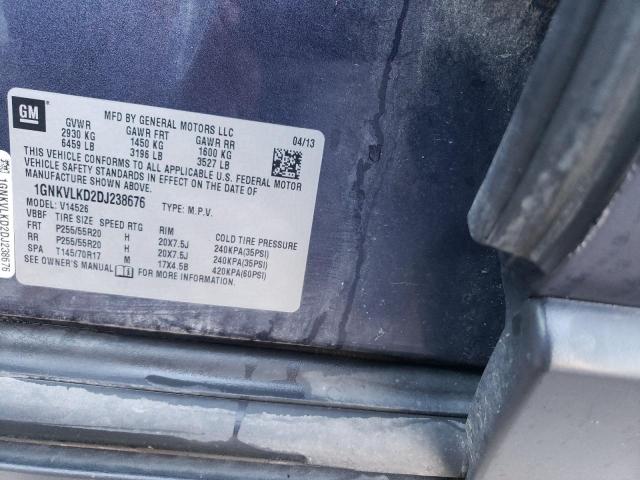 GM
MFD BY GENERAL MOTORS LLC
04/13
GVWR GAWR FRT GAWR RR
2930 KG 1450 KG 1600 KG
6459 LB 3196 LB 3527 LB
THIS VEHICLE CONFORMS TO ALL APPLICABLE U.S. FEDERAL MOTOR
VEHICLE SAFETY STANDARDS IN EFFECT ON THE DATE OF
MANUFACTURE SHOWN ABOVE.
1GNKVLKD2DJ238676 TYPE: M.P.V.
MODEL: V14526
VBBF TIRE SIZE SPEED RTG RIM COLD TIRE PRESSURE
FRT P255/55R20 H 20X7.5J 240KPA(35PSI)
RR P255/55R20 H 20X7.5J 240KPA(35PSI)
SPA T145/70R17 M 17X4.5B 420KPA(60PSI)
SEE OWNER'S MANUAL FOR MORE INFORMATION.
1GNKVLKD2DJ238676